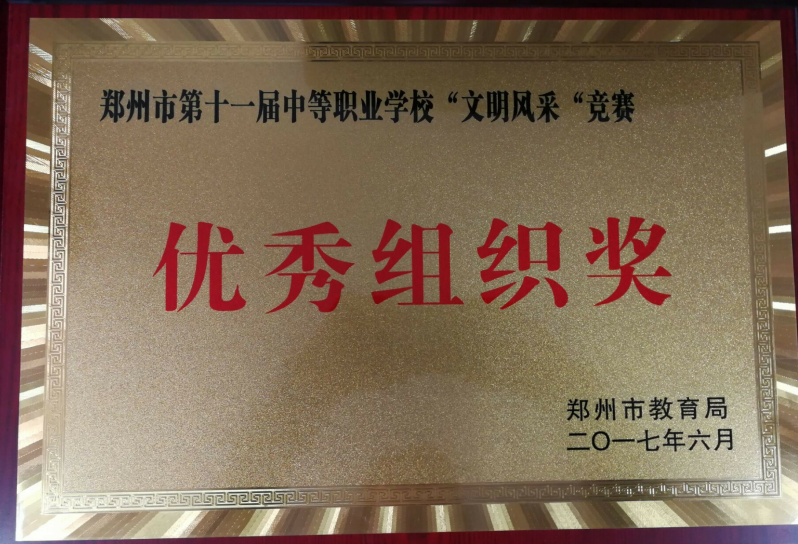 郑州市第十一届中等职业学校“文明风采“竞赛
优秀组织奖
郑州市教育局
二〇一七年六月